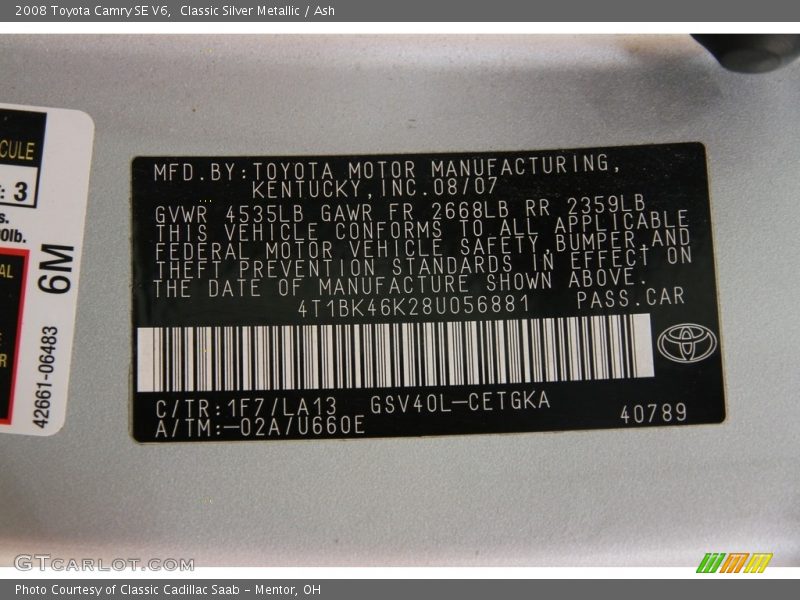 2008 Toyota Camry SE V6,  Classic Silver Metallic / Ash
CULE
: 3
s.
0lb.
AL
R
6M
42661-06483
MFD.BY:TOYOTA MOTOR MANUFACTURING,
KENTUCKY,INC.08/07
GVWR 4535LB GAWR FR 2668LB RR 2359LB
THIS VEHICLE CONFORMS TO ALL APPLICABLE
FEDERAL MOTOR VEHICLE SAFETY,BUMPER,AND
THEFT PREVENTION STANDARDS IN EFFECT ON
THE DATE OF MANUFACTURE SHOWN ABOVE.
4T1BK46K28U056881 PASS.CAR
C/TR:1F7/LA13 GSV40L-CETGKA
A/TM:-02A/U660E 40789
GTCARLOT.COM
Photo Courtesy of Classic Cadillac Saab - Mentor, OH